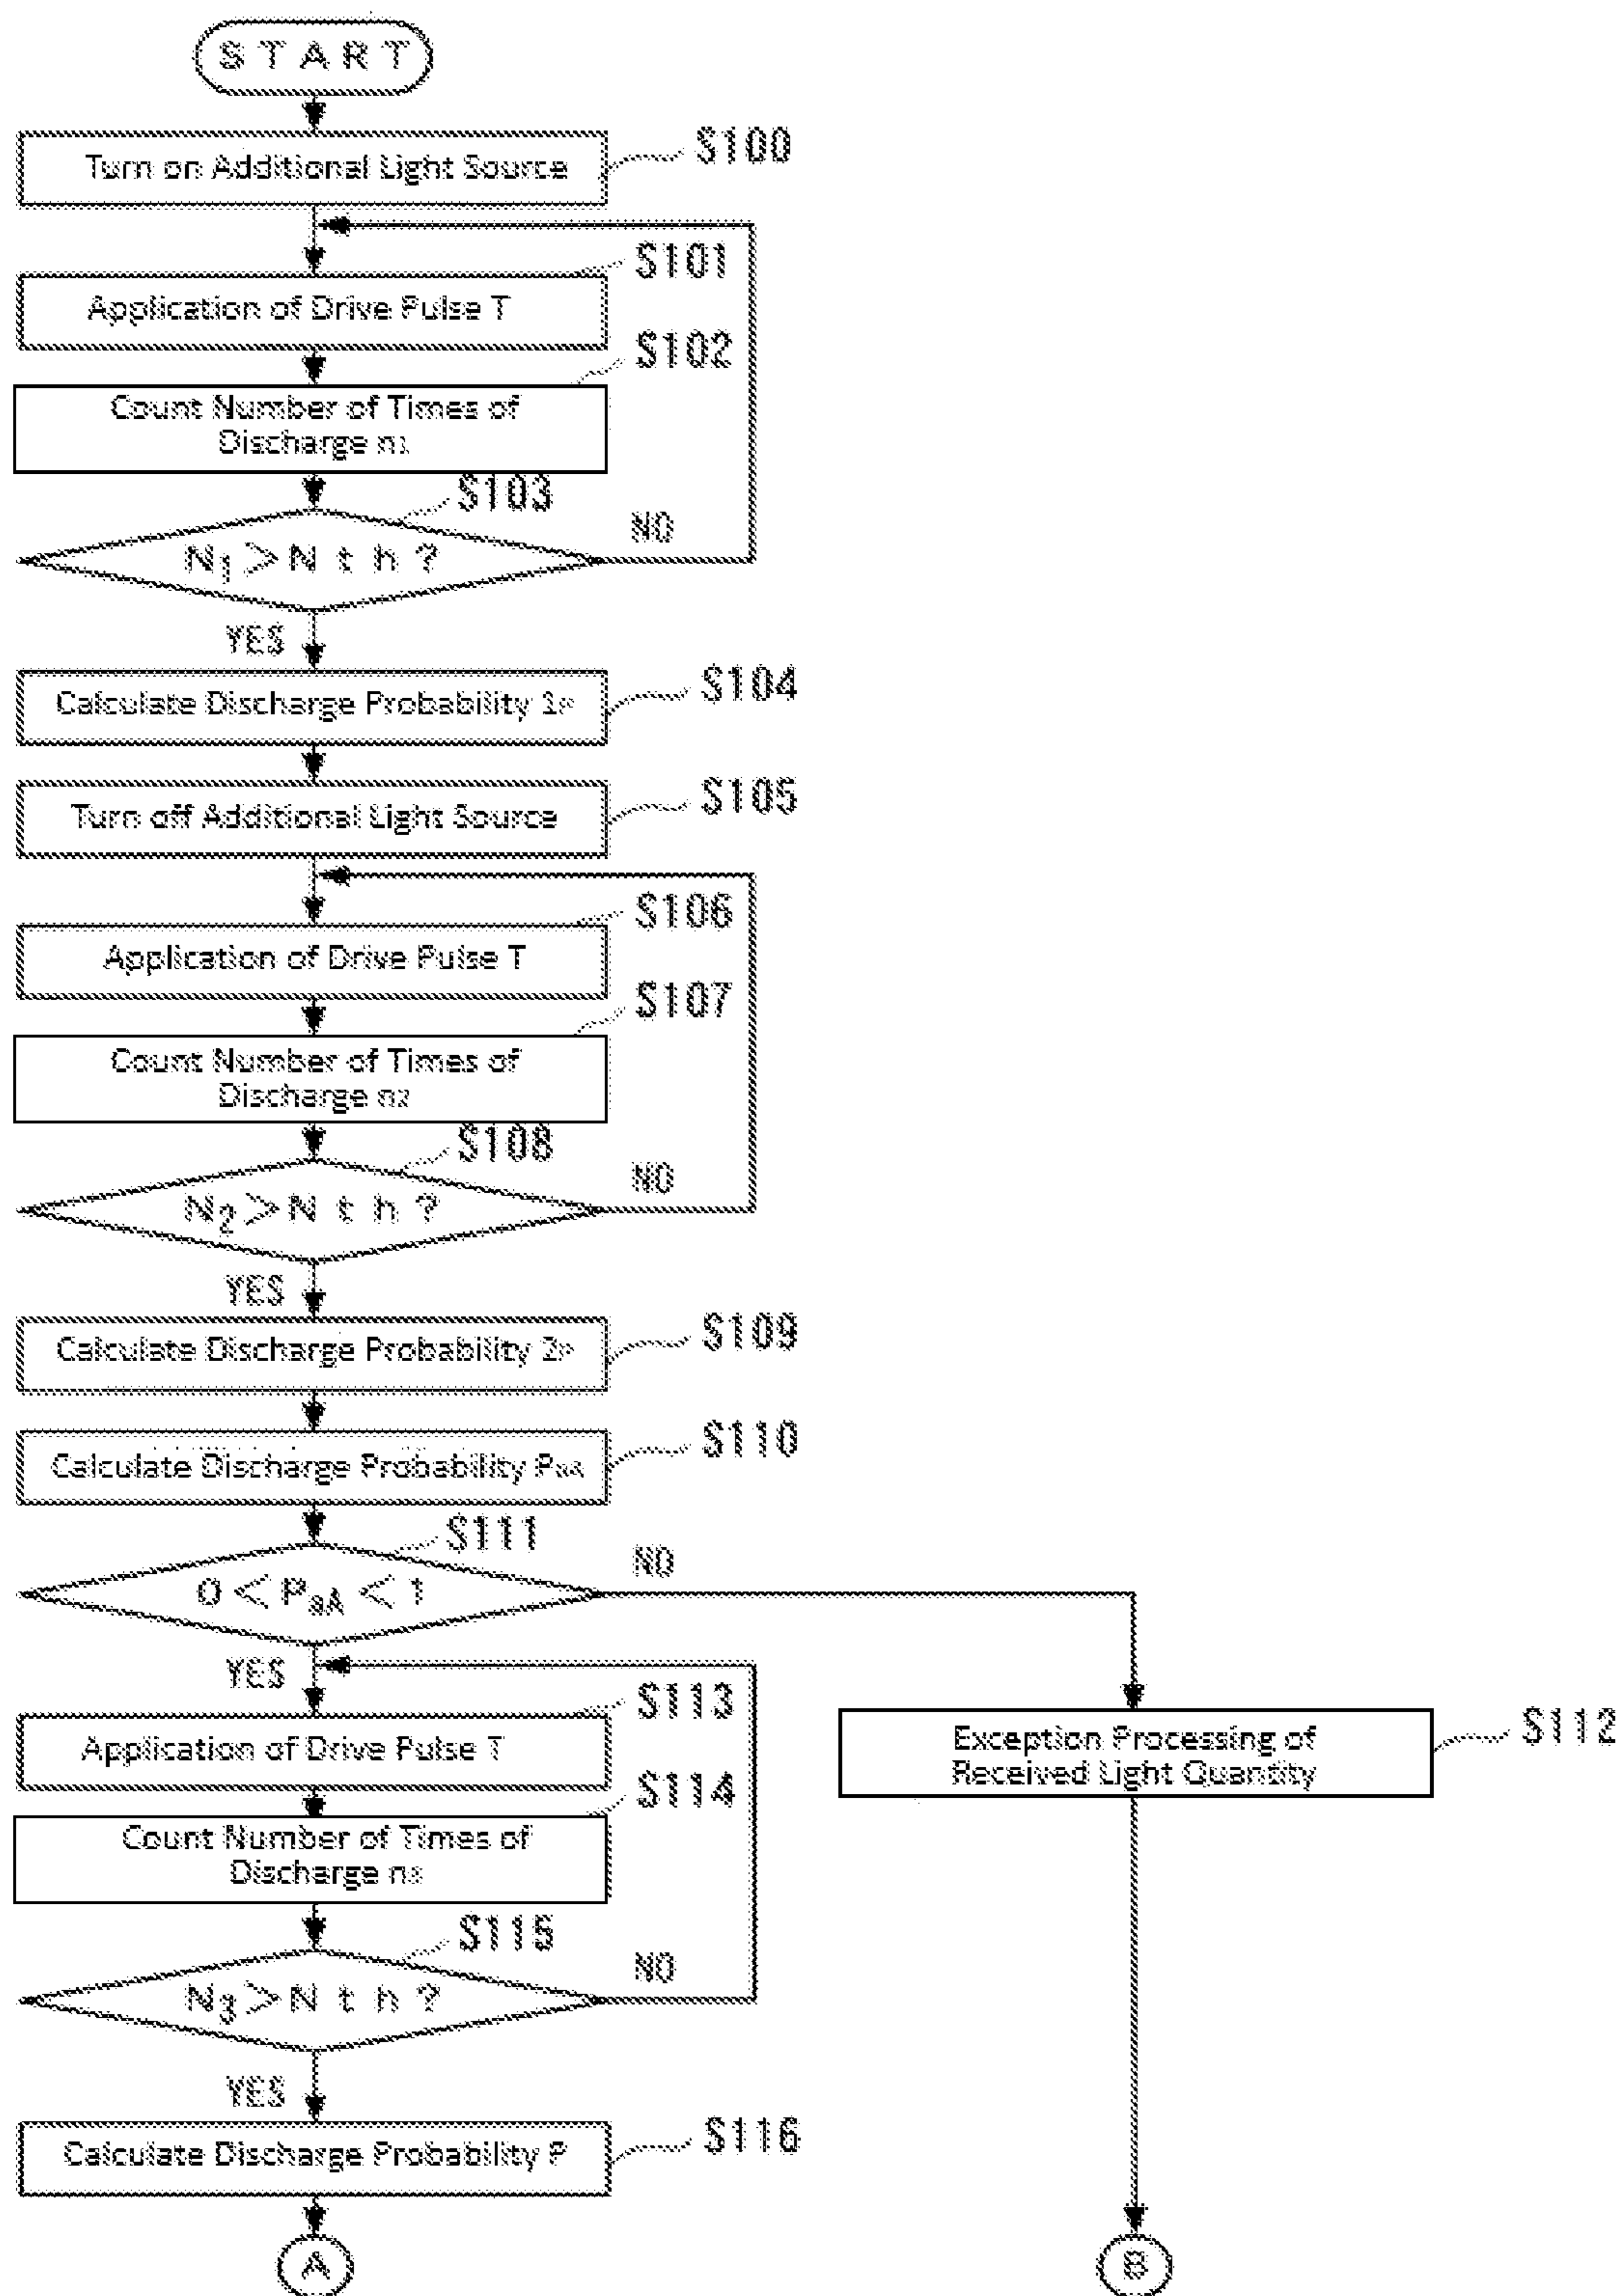 START
Turn on Additional Light Source
S100
Application of Drive Pulse T
S101
Count Number of Times of
Discharge n1
S102
N1>Nth?
S103
NO
YES
Calculate Discharge Probability 1P
S104
Turn off Additional Light Source
S105
Application of Drive Pulse T
S106
Count Number of Times of
Discharge n2
S107
N2>Nth?
S108
NO
YES
Calculate Discharge Probability 2P
S109
Calculate Discharge Probability PaA
S110
0<PaA<1
S111
NO
YES
Application of Drive Pulse T
S113
Exception Processing of
Received Light Quantity
S112
Count Number of Times of
Discharge n3
S114
N3>Nth?
S115
NO
YES
Calculate Discharge Probability P
S116
A
B